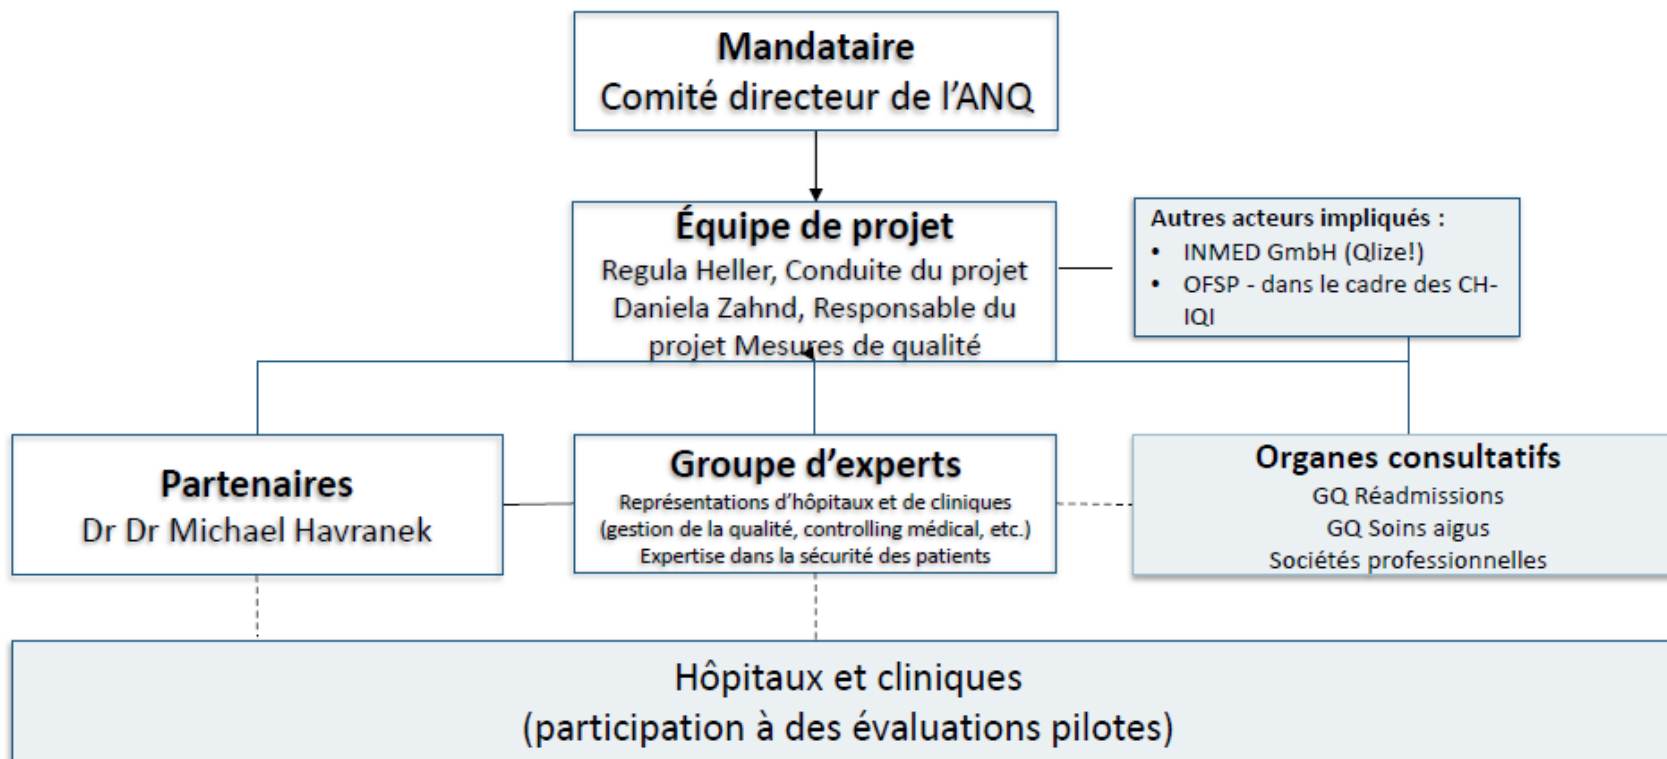 Mandataire
Comité directeur de l'ANQ
Équipe de projet
Regula Heller, Conduite du projet
Daniela Zahnd, Responsable du
projet Mesures de qualité
Autres acteurs impliqués :
• INMED GmbH (Qlize!)
• OFSP - dans le cadre des CH-
IQI
Partenaires
Dr Dr Michael Havranek
Groupe d'experts
Représentations d'hôpitaux et de cliniques
(gestion de la qualité, controlling médical, etc.)
Expertise dans la sécurité des patients
Organes consultatifs
GQ Réadmissions
GQ Soins aigus
Sociétés professionnelles
Hôpitaux et cliniques
(participation à des évaluations pilotes)